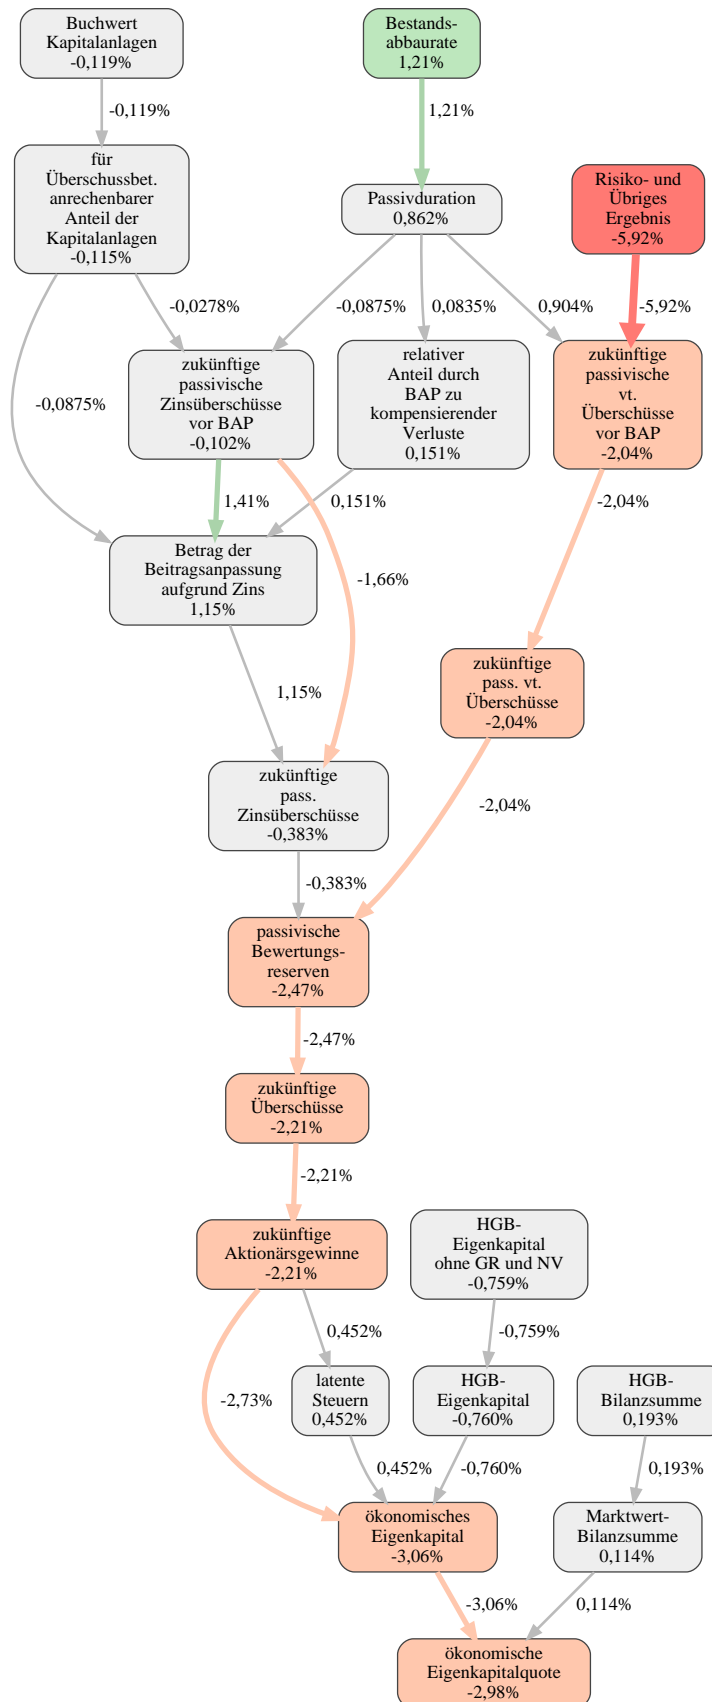 Buchwert
Kapitalanlagen
-0,119%
Bestands-
abbaurate
1,21%
-0,119%
1,21%
für
Überschussbet.
anrechenbarer
Anteil der
Kapitalanlagen
-0,115%
Passivduration
0,862%
Risiko- und
Übriges
Ergebnis
-5,92%
-0,0278%
-0,0875%
0,0835%
0,904%
-5,92%
-0,0875%
zukünftige
passivische
Zinsüberschüsse
vor BAP
-0,102%
relativer
Anteil durch
BAP zu
kompensierender
Verluste
0,151%
zukünftige
passivische
vt.
Überschüsse
vor BAP
-2,04%
1,41%
0,151%
-2,04%
Betrag der
Beitragsanpassung
aufgrund Zins
1,15%
-1,66%
zukünftige
pass. vt.
Überschüsse
-2,04%
1,15%
zukünftige
pass.
Zinsüberschüsse
-0,383%
-2,04%
-0,383%
passivische
Bewertungs-
reserven
-2,47%
-2,47%
zukünftige
Überschüsse
-2,21%
-2,21%
zukünftige
Aktionärsgewinne
-2,21%
HGB-
Eigenkapital
ohne GR und NV
-0,759%
0,452%
-0,759%
-2,73%
latente
Steuern
0,452%
HGB-
Eigenkapital
-0,760%
HGB-
Bilanzsumme
0,193%
0,452%
-0,760%
0,193%
ökonomisches
Eigenkapital
-3,06%
Marktwert-
Bilanzsumme
0,114%
-3,06%
0,114%
ökonomische
Eigenkapitalquote
-2,98%